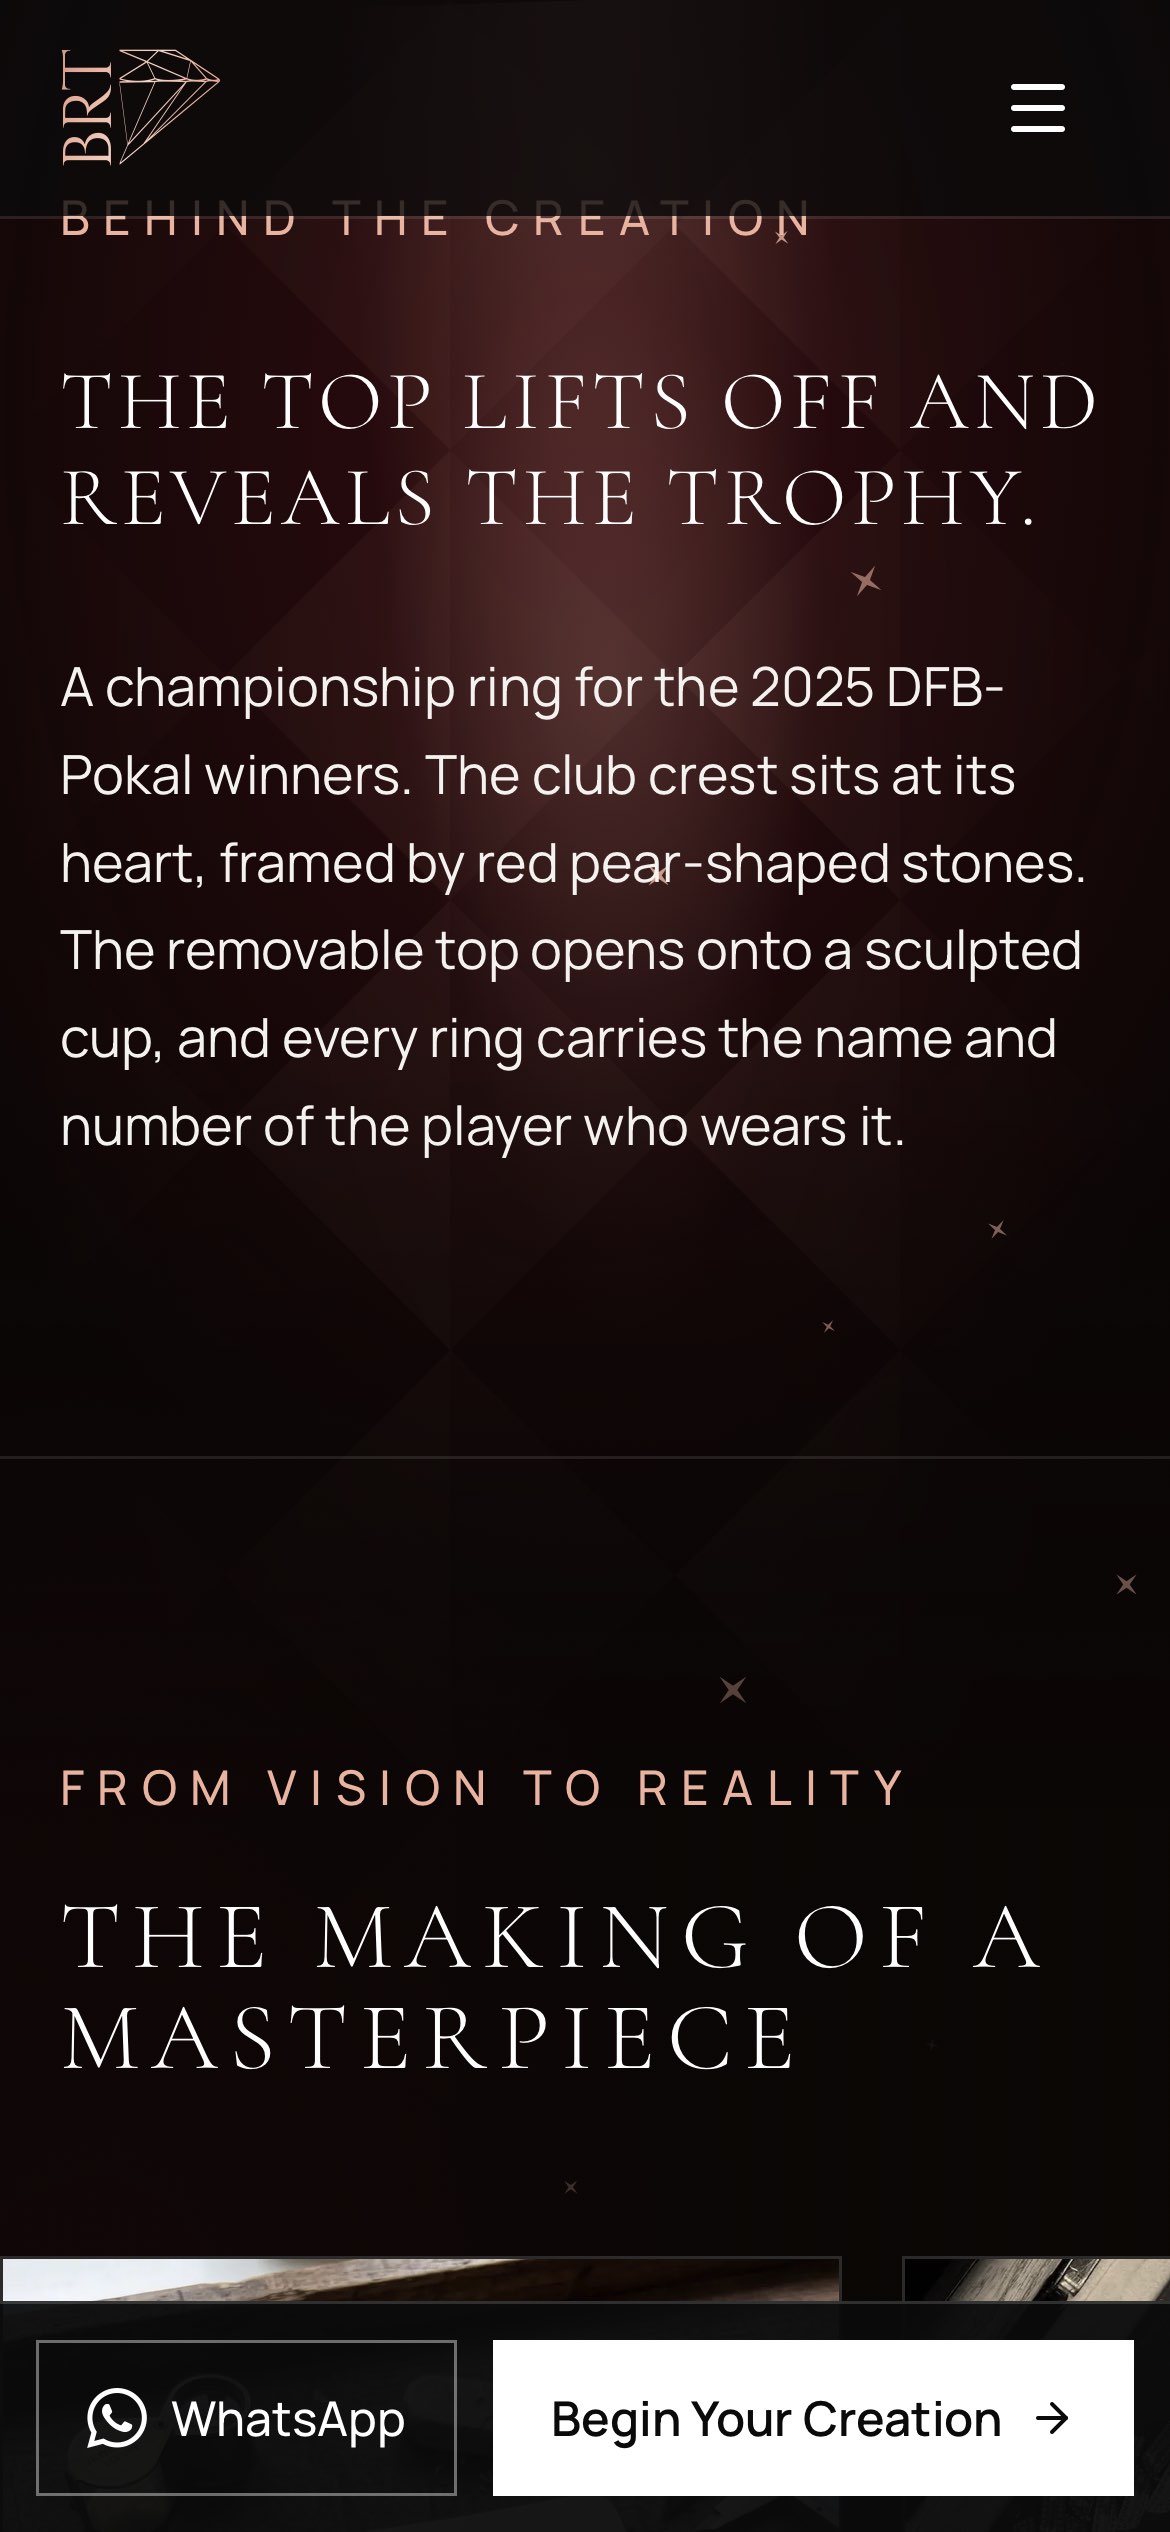 BRT
BEHIND THE CREATION
THE TOP LIFTS OFF AND
REVEALS THE TROPHY.
A championship ring for the 2025 DFB-
Pokal winners. The club crest sits at its
heart, framed by red pear-shaped stones.
The removable top opens onto a sculpted
cup, and every ring carries the name and
number of the player who wears it.
FROM VISION TO REALITY
THE MAKING OF A
MASTERPIECE
WhatsApp
Begin Your Creation →